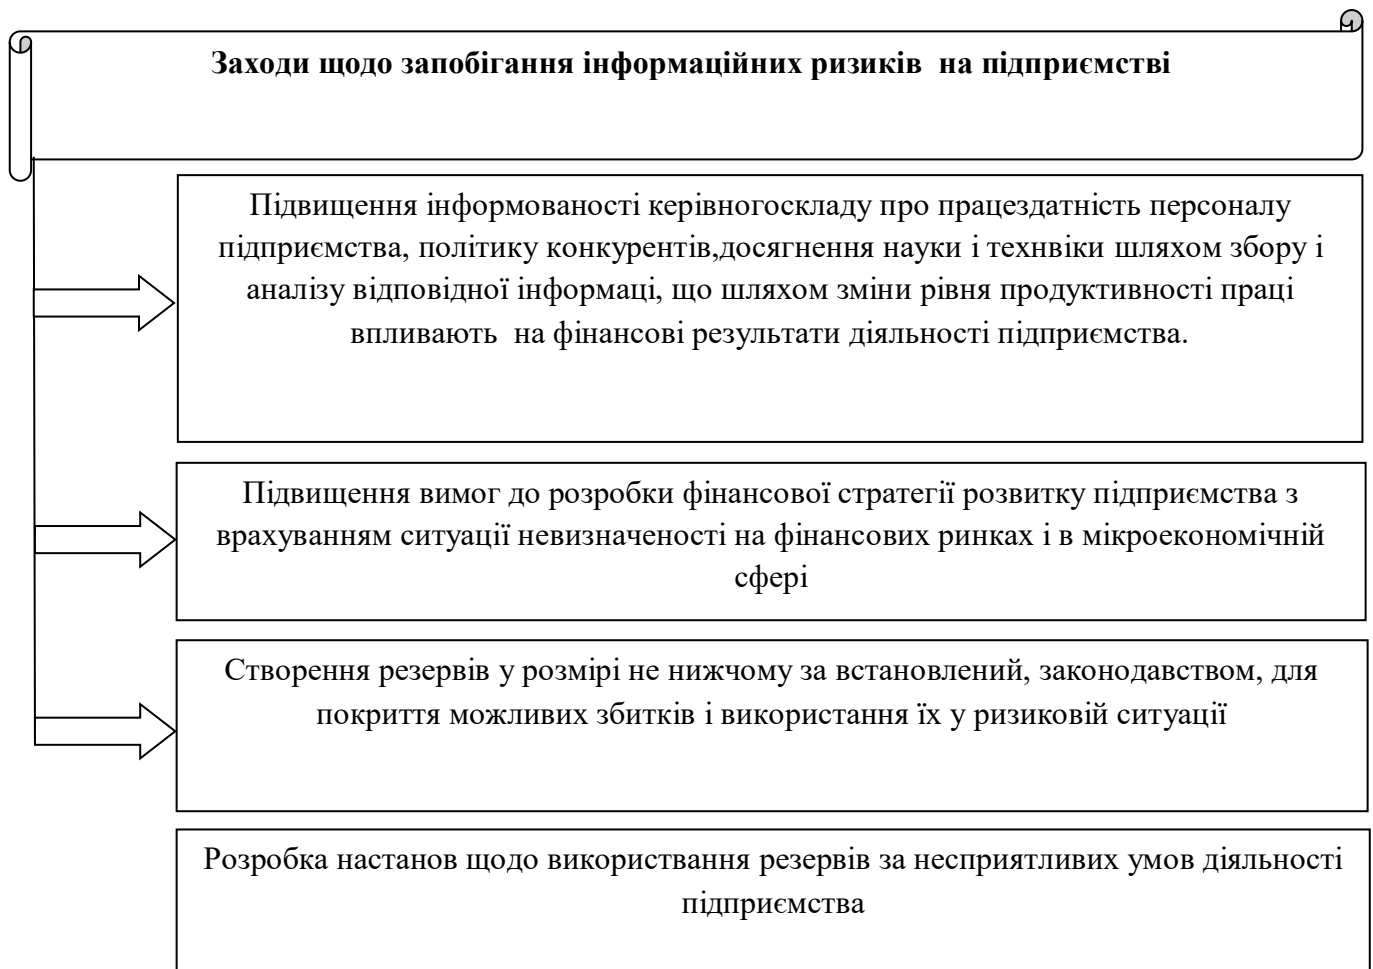 Заходи щодо запобігання інформаційних ризиків  на підприємстві
Підвищення інформованості керівногоскладу про працездатність персоналу
підприємства, політику конкурентів,досягнення науки і технвіки шляхом збору і
аналізу відповідної інформаці, що шляхом зміни рівня продуктивності праці
впливають  на фінансові результати діяльності підприємства.
Підвищення вимог до розробки фінансової стратегії розвитку підприємства з
врахуванням ситуації невизначеності на фінансових ринках і в мікроекономічній
сфері
Створення резервів у розмірі не нижчому за встановлений, законодавством, для
покриття можливих збитків і використання їх у ризиковій ситуації
Розробка настанов щодо використвання резервів за несприятливих умов діяльності
підприємства